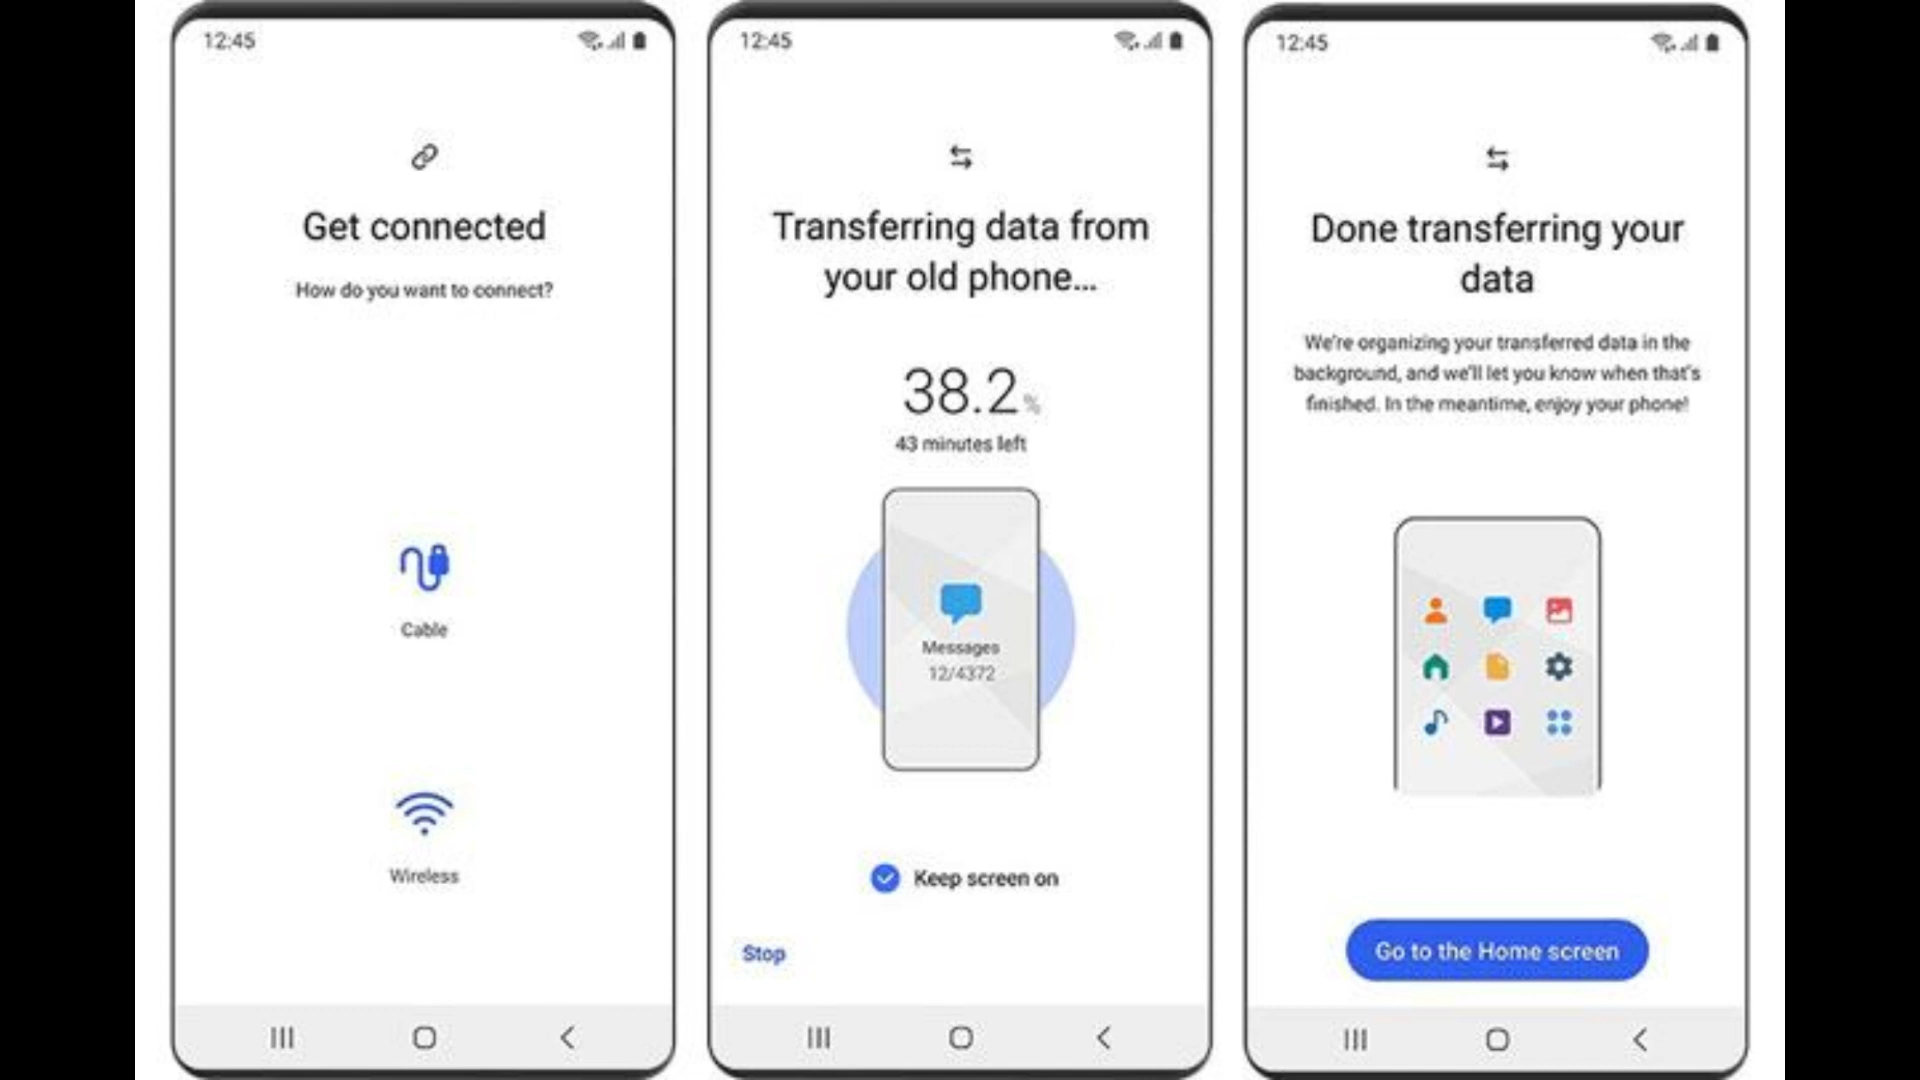 12:45
Get connected
How do you want to connect?
Cable
Wireless
12:45
Transferring data from
your old phone...
38.2%
43 minutes left
Messages
12/4372
Keep screen on
Stop
12:45
Done transferring your
data
We're organizing your transferred data in the
background, and we'll let you know when that's
finished. In the meantime, enjoy your phone!
Go to the Home screen